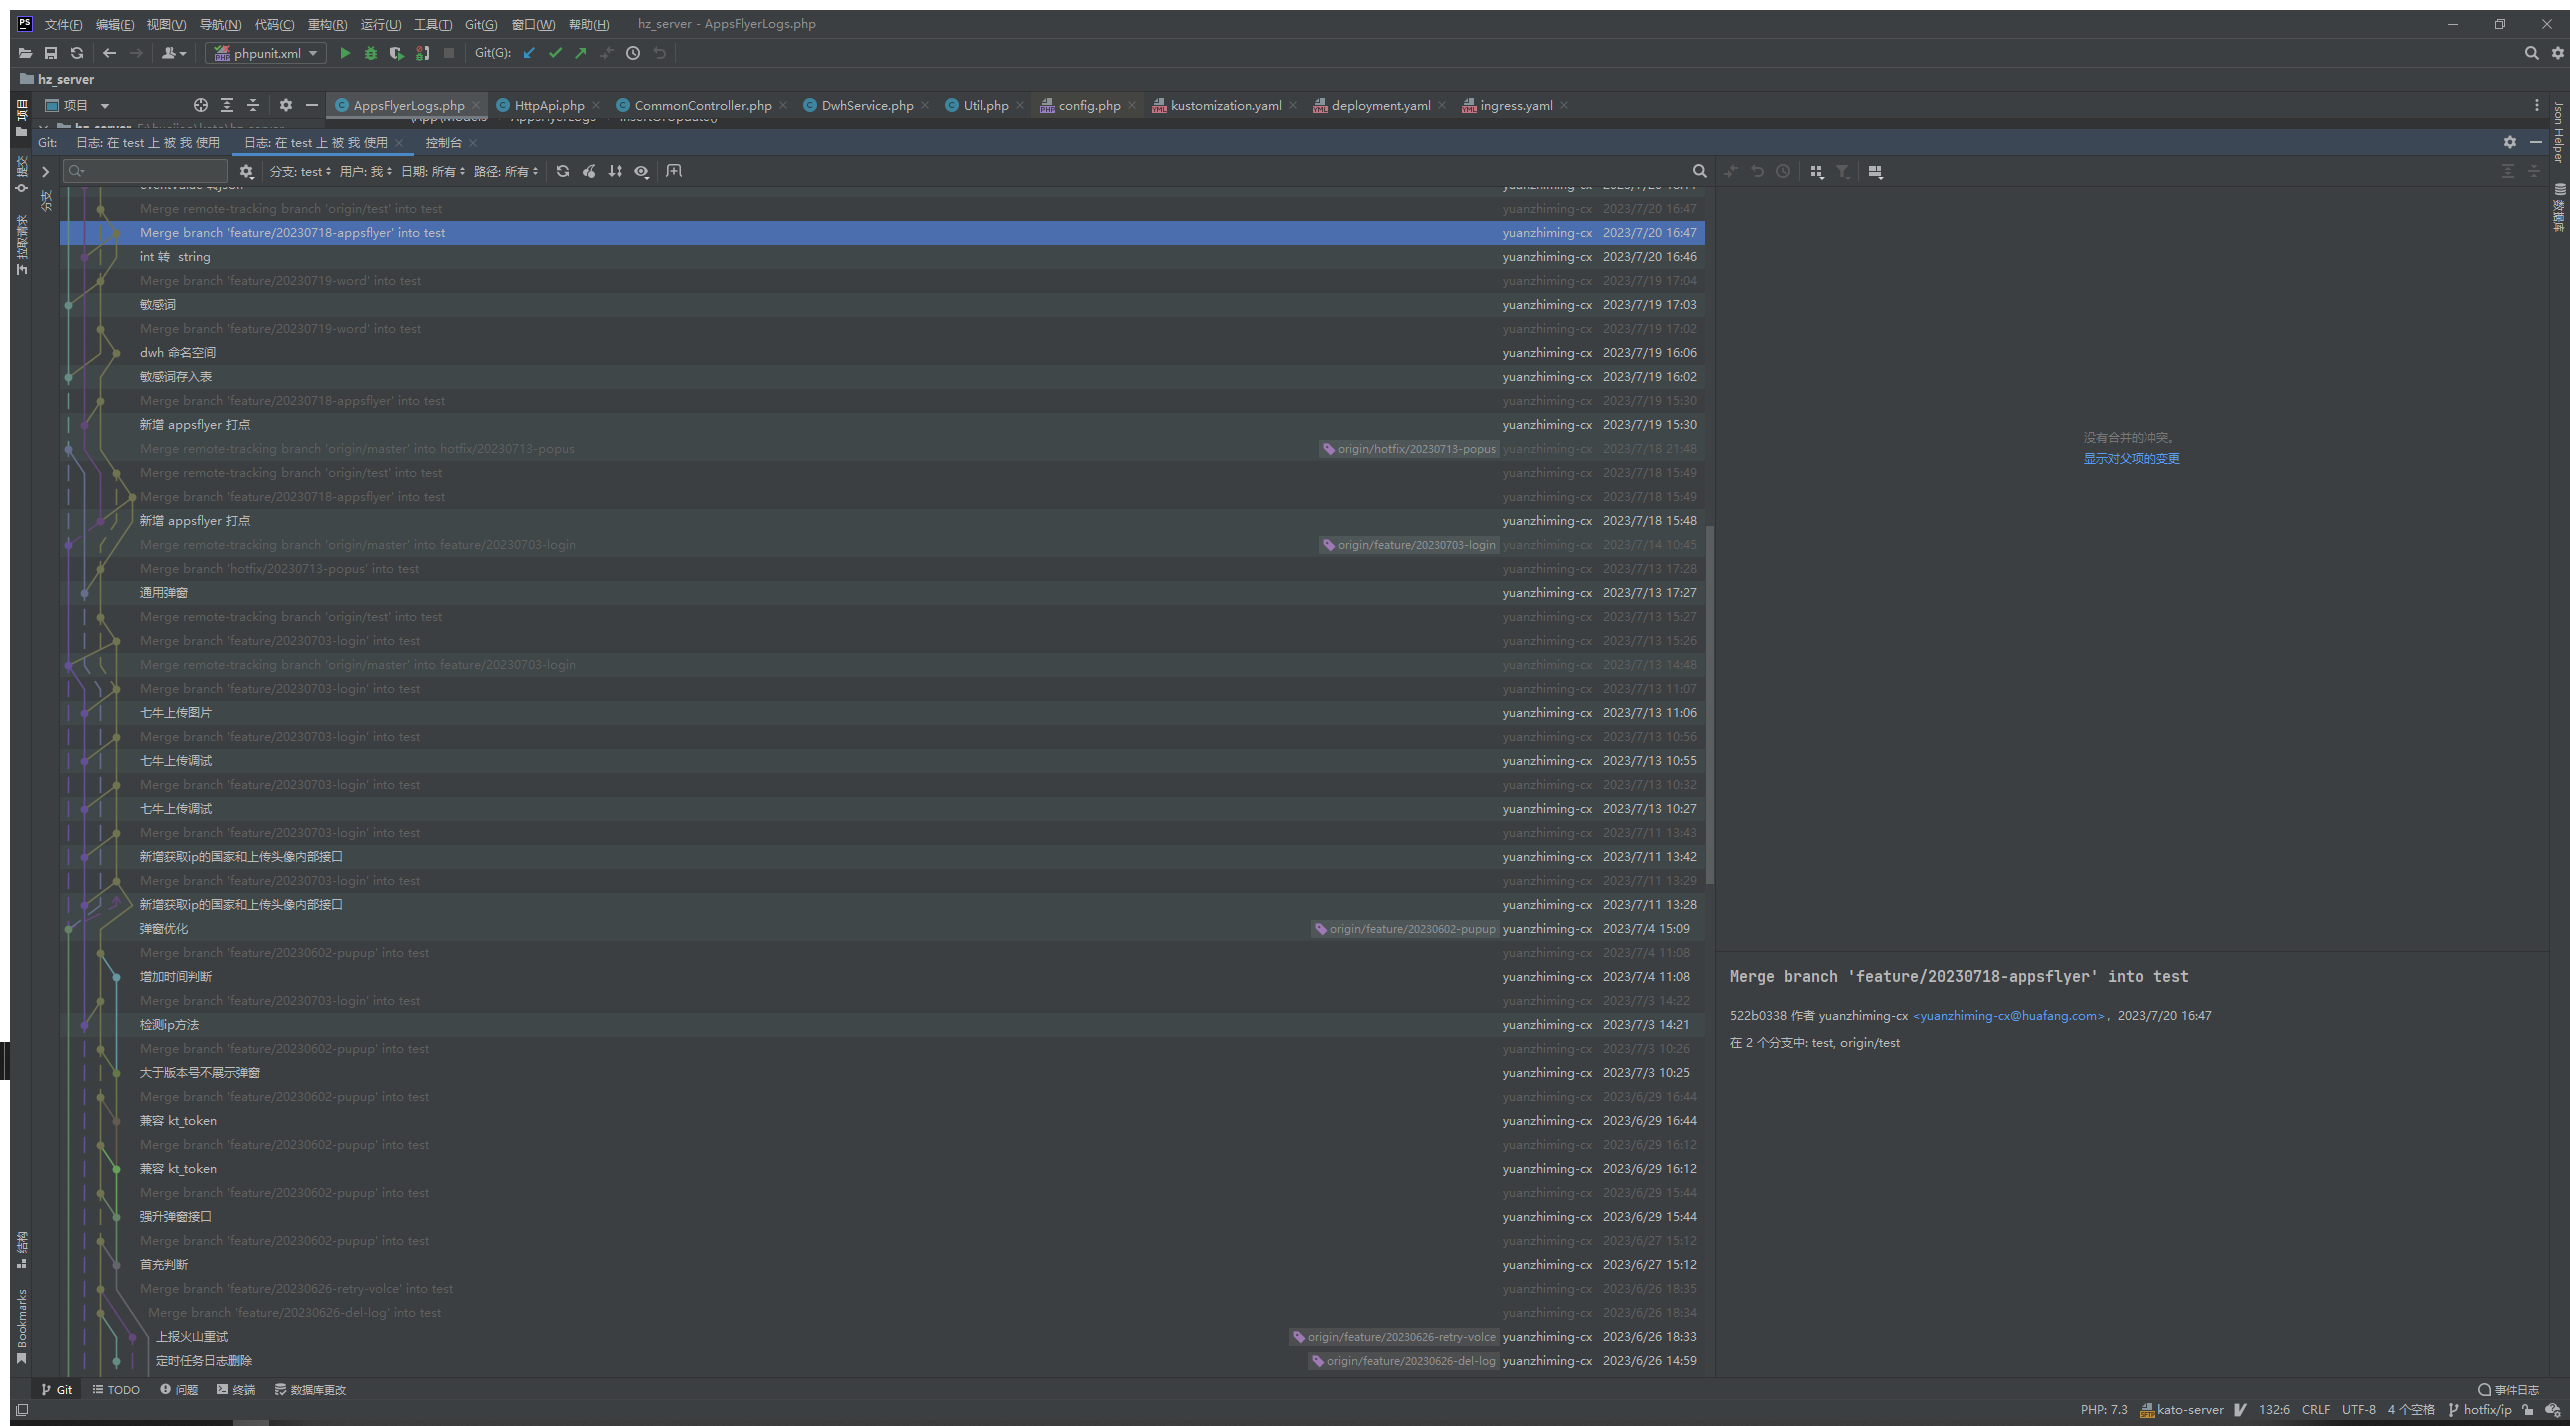 文件(F) 编辑(E) 视图(V) 导航(N) 代码(C) 重构(R) 运行(U) 工具(T) Git(G) 窗口(W) 帮助(H) hz_server - AppsFlyerLogs.php
phpunit.xml Git(G):
hz_server
项目 AppsFlyerLogs.php HttpApi.php CommonController.php DwhService.php Util.php config.php kustomization.yaml deployment.yaml ingress.yaml
Git: 日志: 在 test 上 被 我 使用 日志: 在 test 上 被 我 使用 控制台
分支: test 用户: 我 日期: 所有 路径: 所有
Merge remote-tracking branch 'origin/test' into test yuanzhiming-cx 2023/7/20 16:47
Merge branch 'feature/20230718-appsflyer' into test yuanzhiming-cx 2023/7/20 16:47
int 转 string yuanzhiming-cx 2023/7/20 16:46
Merge branch 'feature/20230719-word' into test yuanzhiming-cx 2023/7/19 17:04
敏感词 yuanzhiming-cx 2023/7/19 17:03
Merge branch 'feature/20230719-word' into test yuanzhiming-cx 2023/7/19 17:02
dwh 命名空间 yuanzhiming-cx 2023/7/19 16:06
敏感词存入表 yuanzhiming-cx 2023/7/19 16:02
Merge branch 'feature/20230718-appsflyer' into test yuanzhiming-cx 2023/7/19 15:30
新增 appsflyer 打点 yuanzhiming-cx 2023/7/19 15:30
Merge remote-tracking branch 'origin/master' into hotfix/20230713-popus origin/hotfix/20230713-popus yuanzhiming-cx 2023/7/18 21:48
Merge remote-tracking branch 'origin/test' into test yuanzhiming-cx 2023/7/18 15:49
Merge branch 'feature/20230718-appsflyer' into test yuanzhiming-cx 2023/7/18 15:49
新增 appsflyer 打点 yuanzhiming-cx 2023/7/18 15:48
Merge remote-tracking branch 'origin/master' into feature/20230703-login origin/feature/20230703-login yuanzhiming-cx 2023/7/14 10:45
Merge branch 'hotfix/20230713-popus' into test yuanzhiming-cx 2023/7/13 17:28
通用弹窗 yuanzhiming-cx 2023/7/13 17:27
Merge remote-tracking branch 'origin/test' into test yuanzhiming-cx 2023/7/13 15:27
Merge branch 'feature/20230703-login' into test yuanzhiming-cx 2023/7/13 15:26
Merge remote-tracking branch 'origin/master' into feature/20230703-login yuanzhiming-cx 2023/7/13 14:48
Merge branch 'feature/20230703-login' into test yuanzhiming-cx 2023/7/13 11:07
七牛上传图片 yuanzhiming-cx 2023/7/13 11:06
Merge branch 'feature/20230703-login' into test yuanzhiming-cx 2023/7/13 10:56
七牛上传调试 yuanzhiming-cx 2023/7/13 10:55
Merge branch 'feature/20230703-login' into test yuanzhiming-cx 2023/7/13 10:32
七牛上传调试 yuanzhiming-cx 2023/7/13 10:27
Merge branch 'feature/20230703-login' into test yuanzhiming-cx 2023/7/11 13:43
新增获取ip的国家和上传头像内部接口 yuanzhiming-cx 2023/7/11 13:42
Merge branch 'feature/20230703-login' into test yuanzhiming-cx 2023/7/11 13:29
新增获取ip的国家和上传头像内部接口 yuanzhiming-cx 2023/7/11 13:28
弹窗优化 origin/feature/20230602-pupup yuanzhiming-cx 2023/7/4 15:09
Merge branch 'feature/20230602-pupup' into test yuanzhiming-cx 2023/7/4 11:08
增加时间判断 yuanzhiming-cx 2023/7/4 11:08
Merge branch 'feature/20230703-login' into test yuanzhiming-cx 2023/7/3 14:22
检测ip方法 yuanzhiming-cx 2023/7/3 14:21
Merge branch 'feature/20230602-pupup' into test yuanzhiming-cx 2023/7/3 10:26
大于版本号不展示弹窗 yuanzhiming-cx 2023/7/3 10:25
Merge branch 'feature/20230602-pupup' into test yuanzhiming-cx 2023/6/29 16:44
兼容 kt_token yuanzhiming-cx 2023/6/29 16:44
Merge branch 'feature/20230602-pupup' into test yuanzhiming-cx 2023/6/29 16:12
兼容 kt_token yuanzhiming-cx 2023/6/29 16:12
Merge branch 'feature/20230602-pupup' into test yuanzhiming-cx 2023/6/29 15:44
强升弹窗接口 yuanzhiming-cx 2023/6/29 15:44
Merge branch 'feature/20230602-pupup' into test yuanzhiming-cx 2023/6/27 15:12
首充判断 yuanzhiming-cx 2023/6/27 15:12
Merge branch 'feature/20230626-retry-volce' into test yuanzhiming-cx 2023/6/26 18:35
Merge branch 'feature/20230626-del-log' into test yuanzhiming-cx 2023/6/26 18:34
上报火山重试 origin/feature/20230626-retry-volce yuanzhiming-cx 2023/6/26 18:33
定时任务日志删除 origin/feature/20230626-del-log yuanzhiming-cx 2023/6/26 14:59
没有合并的冲突。
显示对父项的变更
Merge branch 'feature/20230718-appsflyer' into test
522b0338 作者 yuanzhiming-cx <yuanzhiming-cx@huafang.com>，2023/7/20 16:47
在 2 个分支中: test, origin/test
项目
提交
拉取请求
分支
结构
Bookmarks
Json Helper
数据库
Git TODO 问题 终端 数据库更改 事件日志
PHP: 7.3 kato-server 132:6 CRLF UTF-8 4 个空格 hotfix/ip